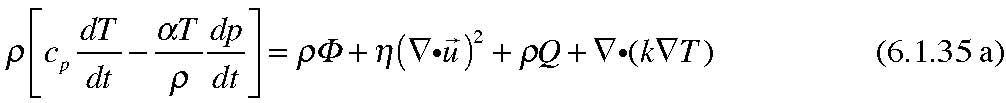 ρ[c_p dT/dt − αT/ρ dp/dt] = ρΦ + η(∇•u⃗)² + ρQ + ∇•(k∇T) (6.1.35 a)